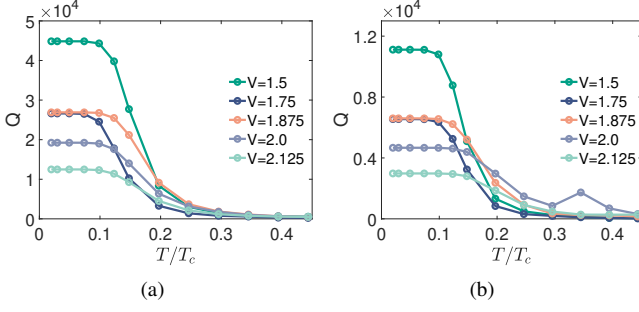 ×10⁴
5
4
3
2
1
0
Q
0 0.1 0.2 0.3 0.4
T/T_c
V=1.5
V=1.75
V=1.875
V=2.0
V=2.125
(a)
×10⁴
1.2
0.8
0.4
0
Q
0 0.1 0.2 0.3 0.4
T/T_c
V=1.5
V=1.75
V=1.875
V=2.0
V=2.125
(b)